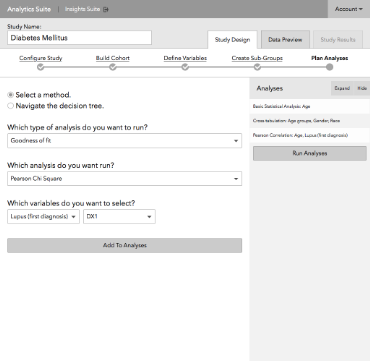 Analytics Suite | Insights Suite Account
Study Name:
Diabetes Mellitus
Study Design Data Preview Study Results
Configure Study Build Cohort Define Variables Create Sub-Groups Plan Analyses
Select a method.
Navigate the decision tree.
Which type of analysis do you want to run?
Goodness of fit
Which analysis do you want run?
Pearson Chi Square
Which variables do you want to select?
Lupus (first diagnosis) DX1
Add To Analyses
Analyses Expand Hide
Basic Statistical Analysis: Age
Cross-tabulation: Age groups, Gender, Race
Pearson Correlation: Age, Lupus (first diagnosis)
Run Analyses